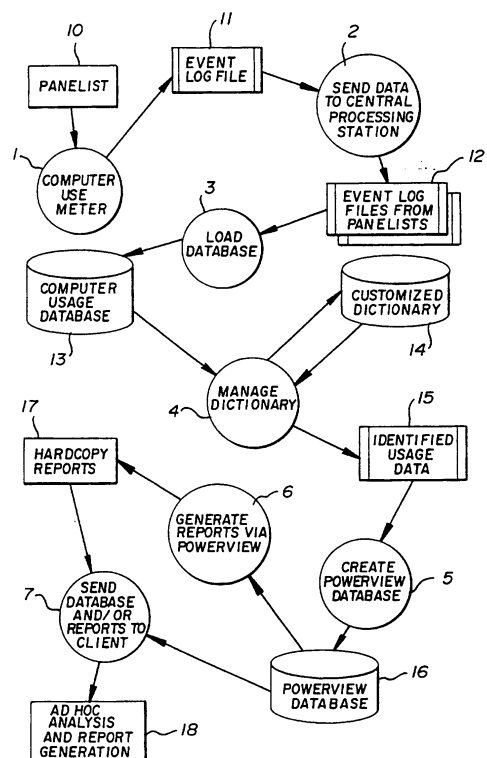 10
11
2
PANELIST
EVENT
LOG FILE
SEND DATA
TO CENTRAL
PROCESSING
STATION
1
12
COMPUTER
USE
METER
3
EVENT LOG
FILES FROM
PANELISTS
LOAD
DATABASE
COMPUTER
USAGE
DATABASE
CUSTOMIZED
DICTIONARY
13
14
MANAGE
DICTIONARY
4
15
17
IDENTIFIED
USAGE
DATA
HARDCOPY
REPORTS
6
GENERATE
REPORTS VIA
POWERVIEW
CREATE
POWERVIEW
DATABASE
5
7
SEND
DATABASE
AND/OR
REPORTS TO
CLIENT
POWERVIEW
DATABASE
16
AD HOC
ANALYSIS
AND REPORT
GENERATION
18